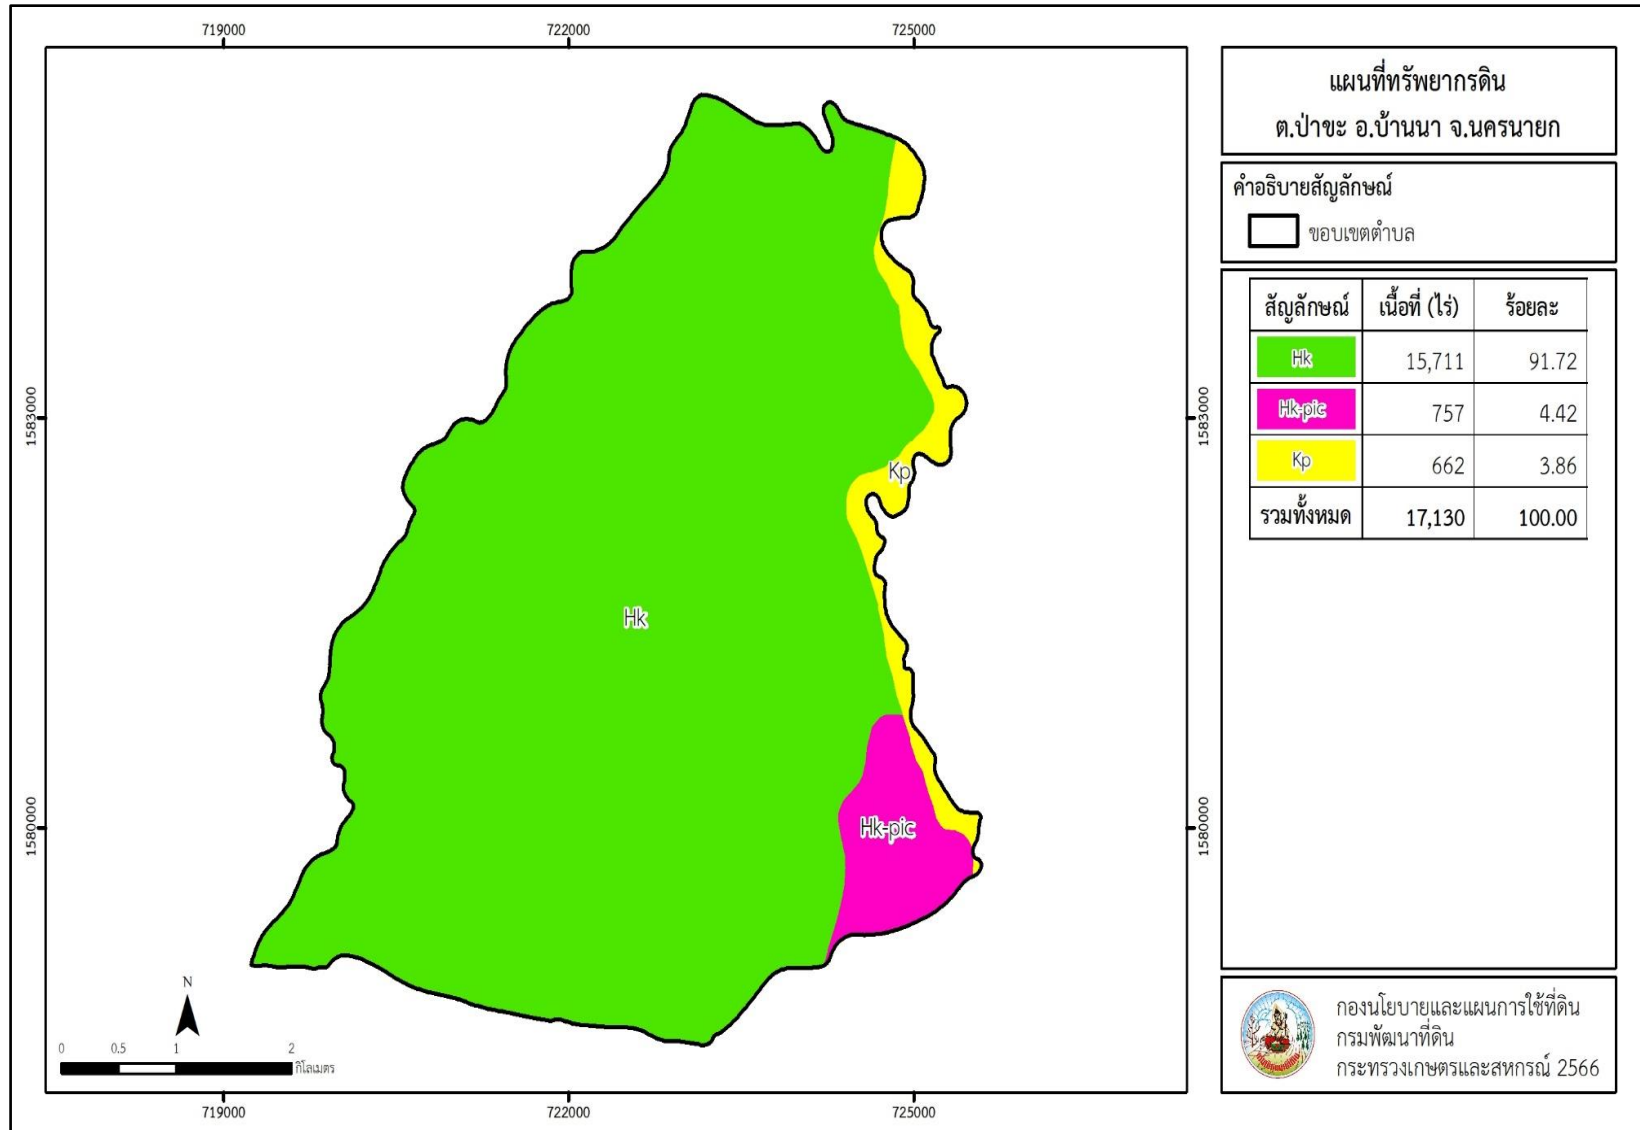 719000
722000
725000
แผนที่ทรัพยากรดิน
ต.ป่าขะ อ.บ้านนา จ.นครนายก
คำอธิบายสัญลักษณ์
ขอบเขตตำบล
สัญลักษณ์ เนื้อที่ (ไร่) ร้อยละ
Hk 15,711 91.72
Hk-pic 757 4.42
Kp 662 3.86
รวมทั้งหมด 17,130 100.00
1583000
1583000
Kp
Hk
1580000
Hk-pic
1580000
N
0 0.5 1 2
กิโลเมตร
719000
722000
725000
กองนโยบายและแผนการใช้ที่ดิน
กรมพัฒนาที่ดิน
กระทรวงเกษตรและสหกรณ์ 2566